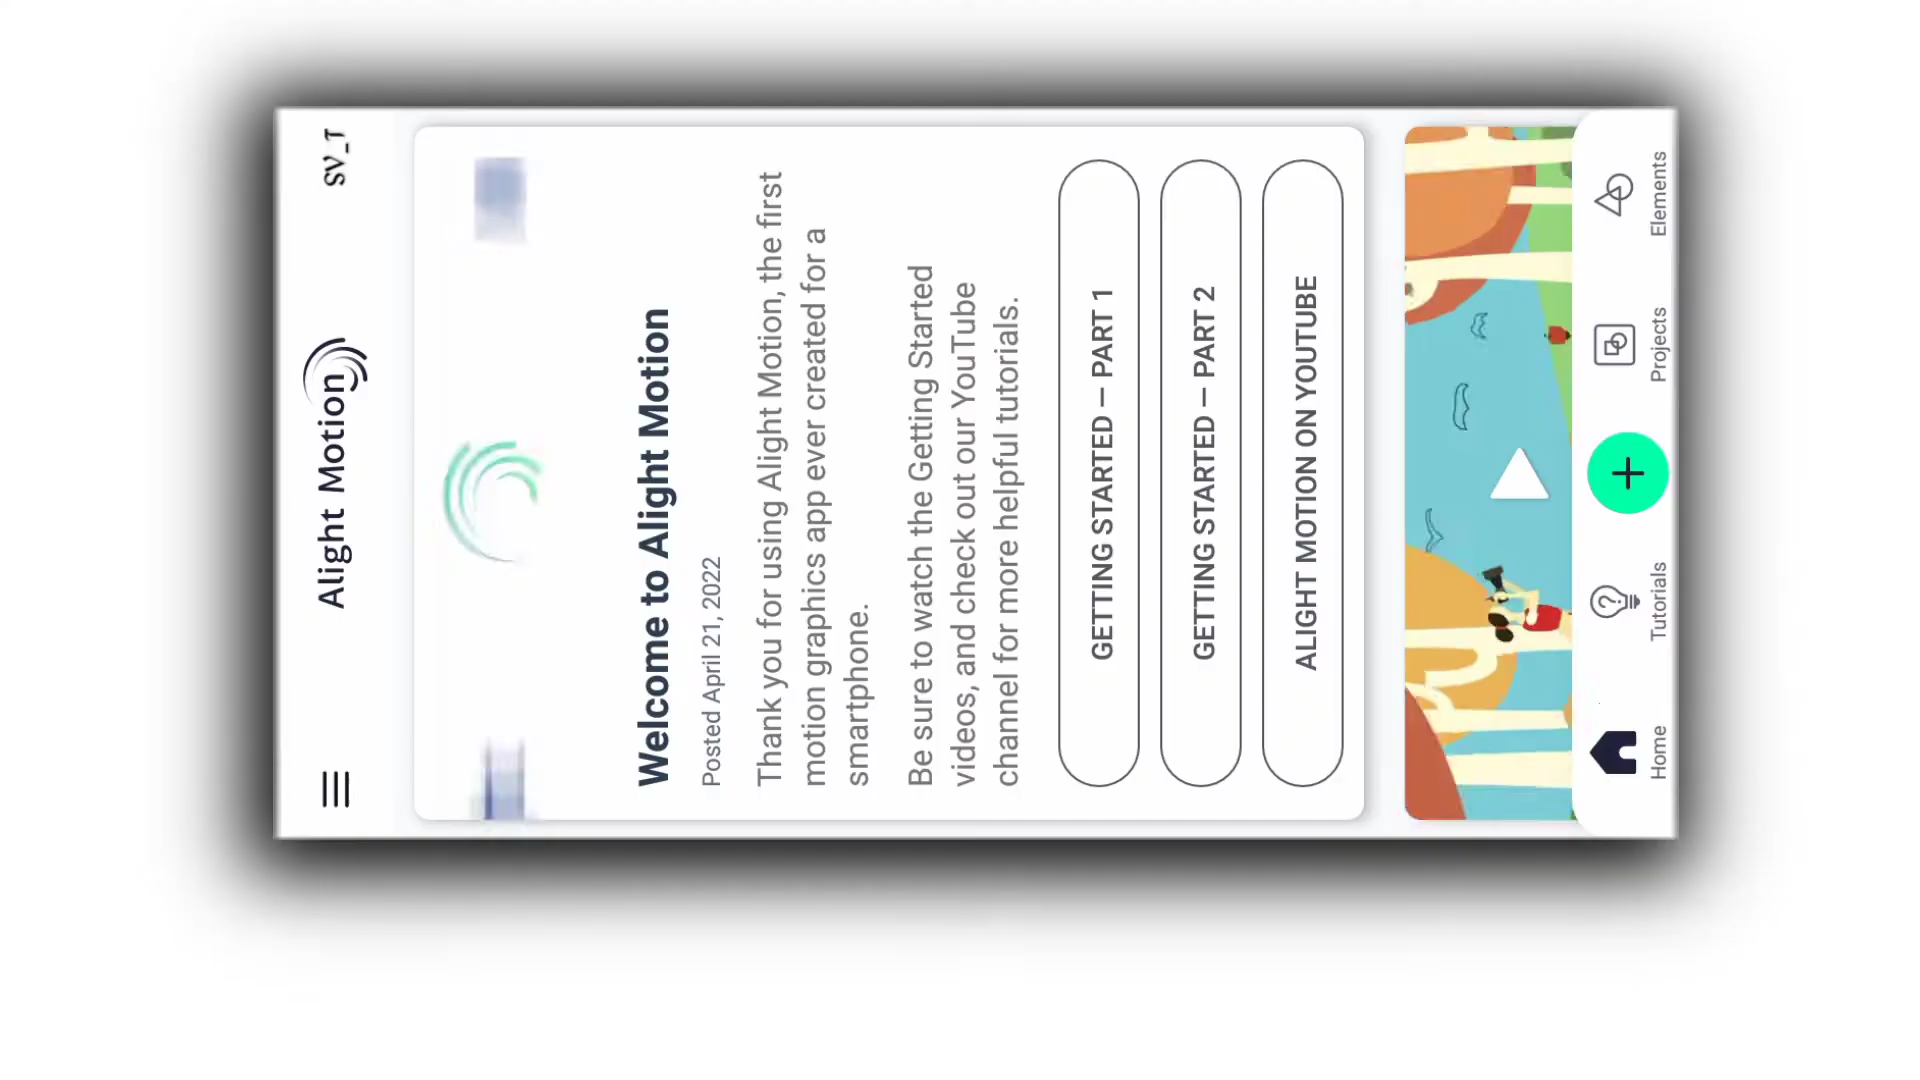 Alight Motion
SV_T
Welcome to Alight Motion
Posted April 21, 2022
Thank you for using Alight Motion, the first
motion graphics app ever created for a
smartphone.
Be sure to watch the Getting Started
videos, and check out our YouTube
channel for more helpful tutorials.
GETTING STARTED – PART 1
GETTING STARTED – PART 2
ALIGHT MOTION ON YOUTUBE
Home
Tutorials
Projects
Elements